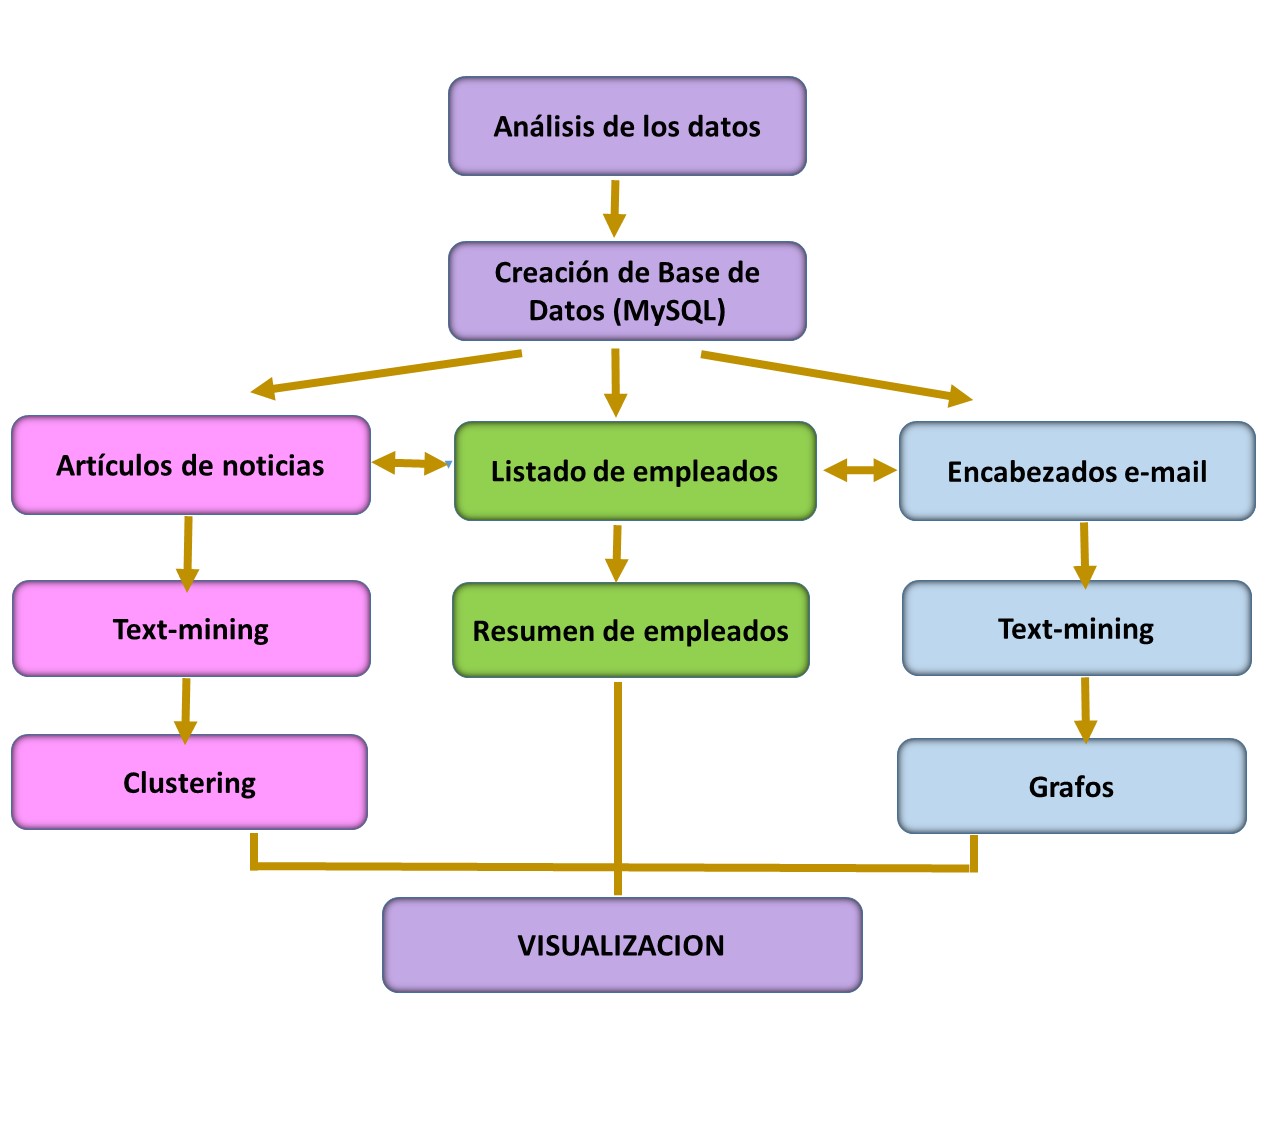 Análisis de los datos
Creación de Base de
Datos (MySQL)
Artículos de noticias
Listado de empleados
Encabezados e-mail
Text-mining
Resumen de empleados
Text-mining
Clustering
Grafos
VISUALIZACION